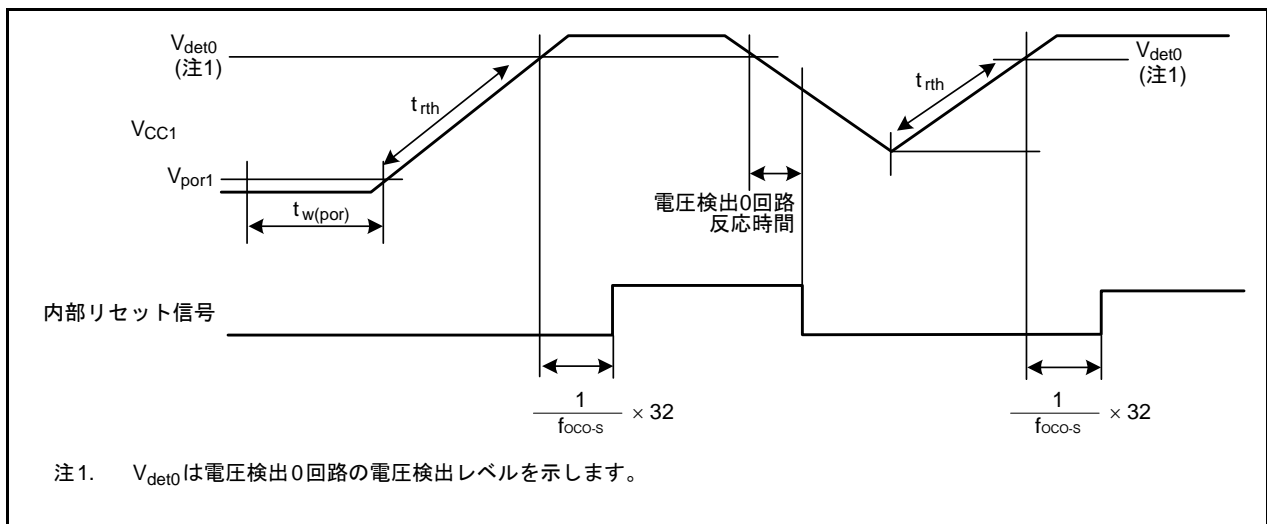 Vdet0
(注1)
trth
VCC1
Vpor1
tw(por)
電圧検出0回路
反応時間
trth
Vdet0
(注1)
内部リセット信号
1
fOCO-S
× 32
1
fOCO-S
× 32
注1. Vdet0は電圧検出0回路の電圧検出レベルを示します。